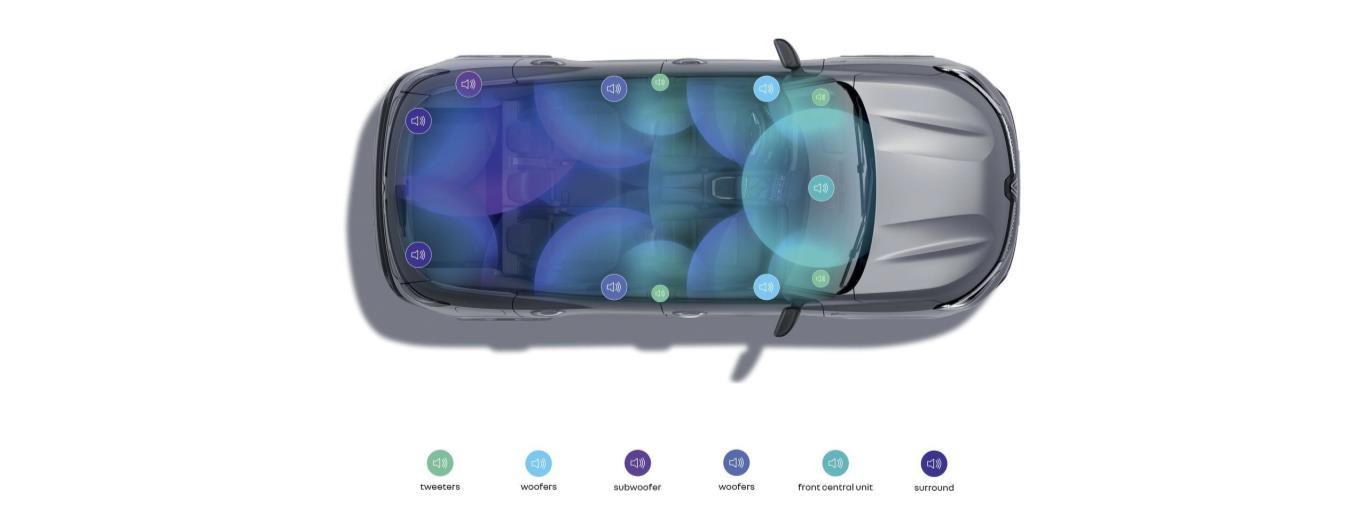 tweeters
woofers
subwoofer
woofers
front central unit
surround